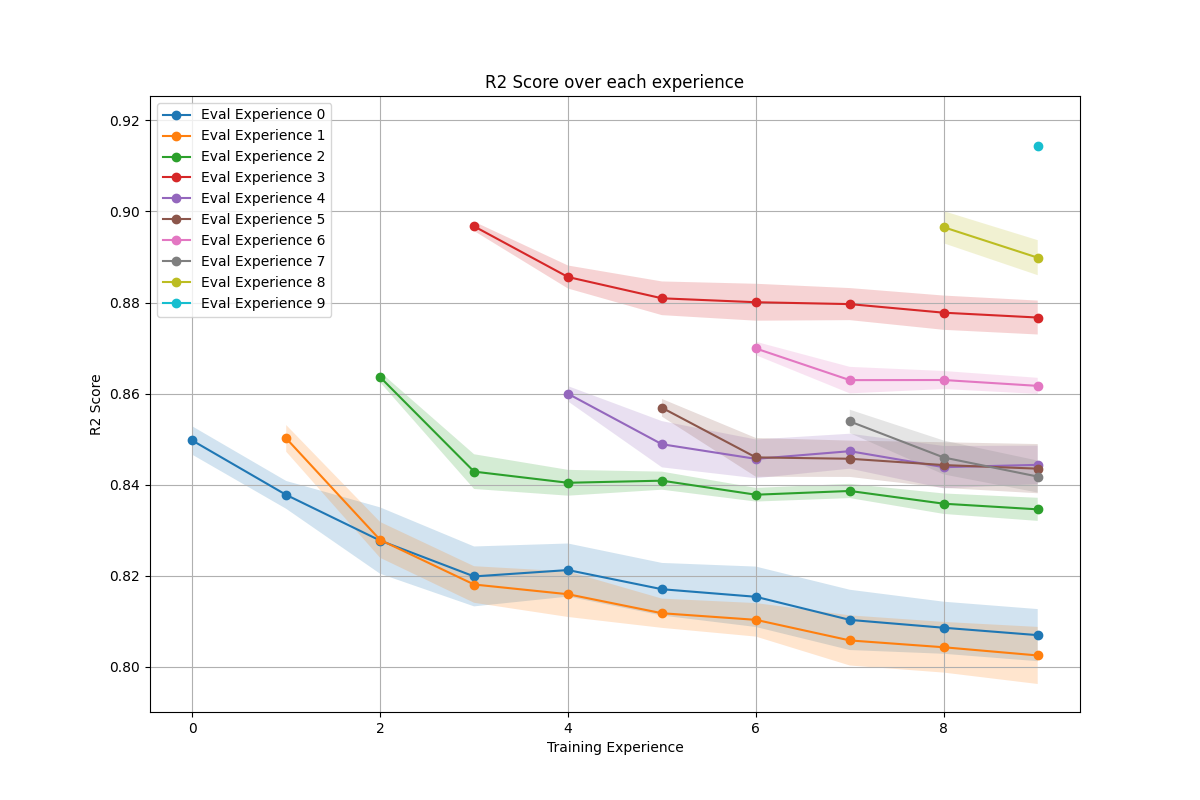 R2 Score over each experience
Eval Experience 0
Eval Experience 1
Eval Experience 2
Eval Experience 3
Eval Experience 4
Eval Experience 5
Eval Experience 6
Eval Experience 7
Eval Experience 8
Eval Experience 9
0.92
0.90
0.88
0.86
0.84
0.82
0.80
R2 Score
0 2 4 6 8
Training Experience